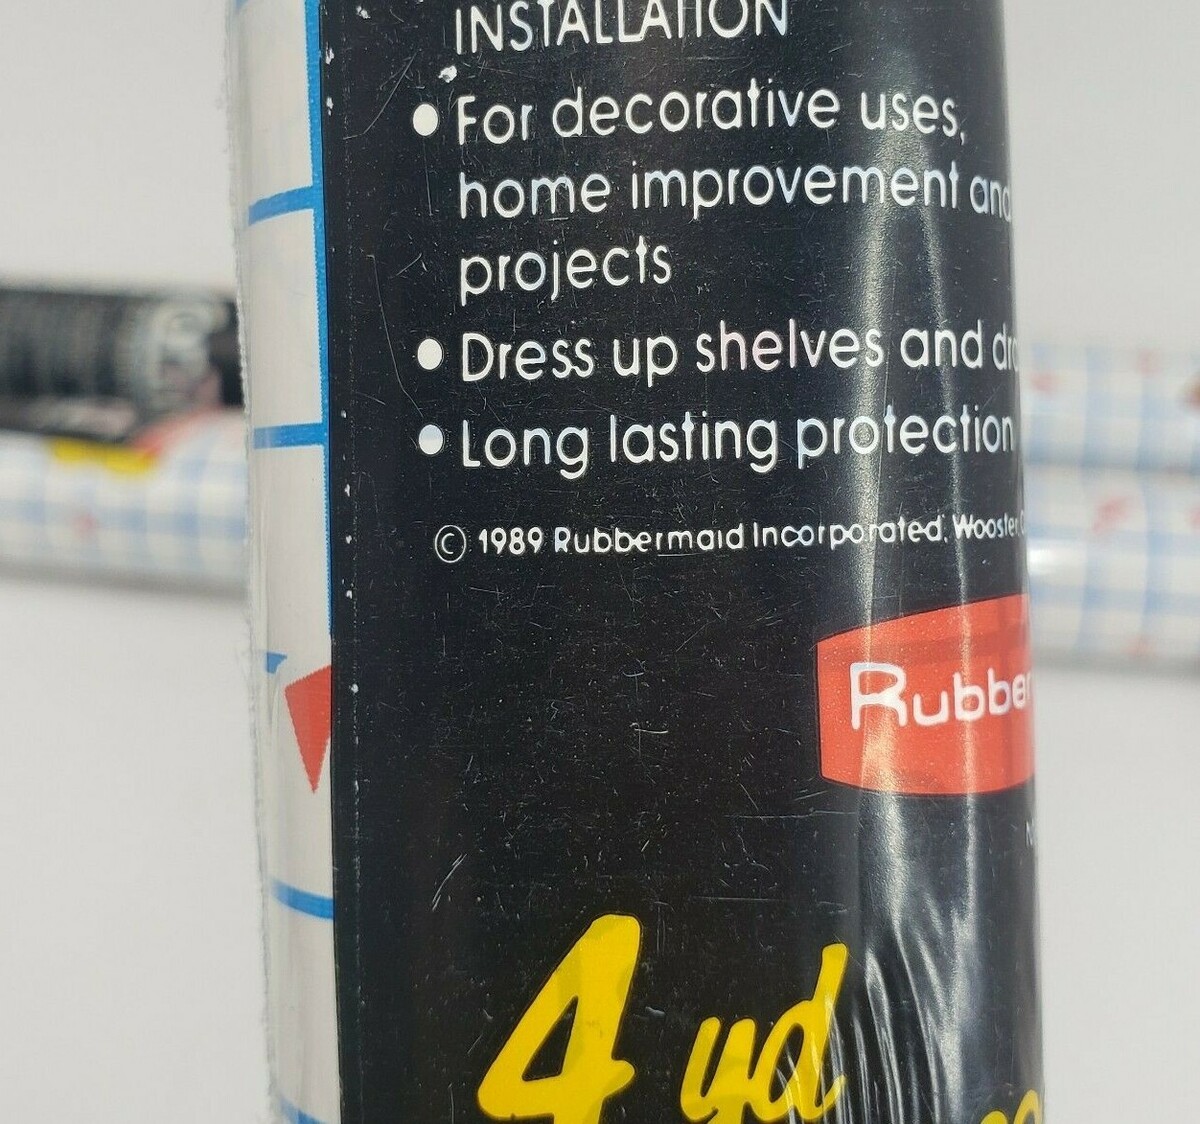 INSTALLATION
• For decorative uses,
home improvement and
projects
• Dress up shelves and
• Long lasting protection
© 1989 Rubbermaid Incorporated, Wooster,
Rubber
4 yd